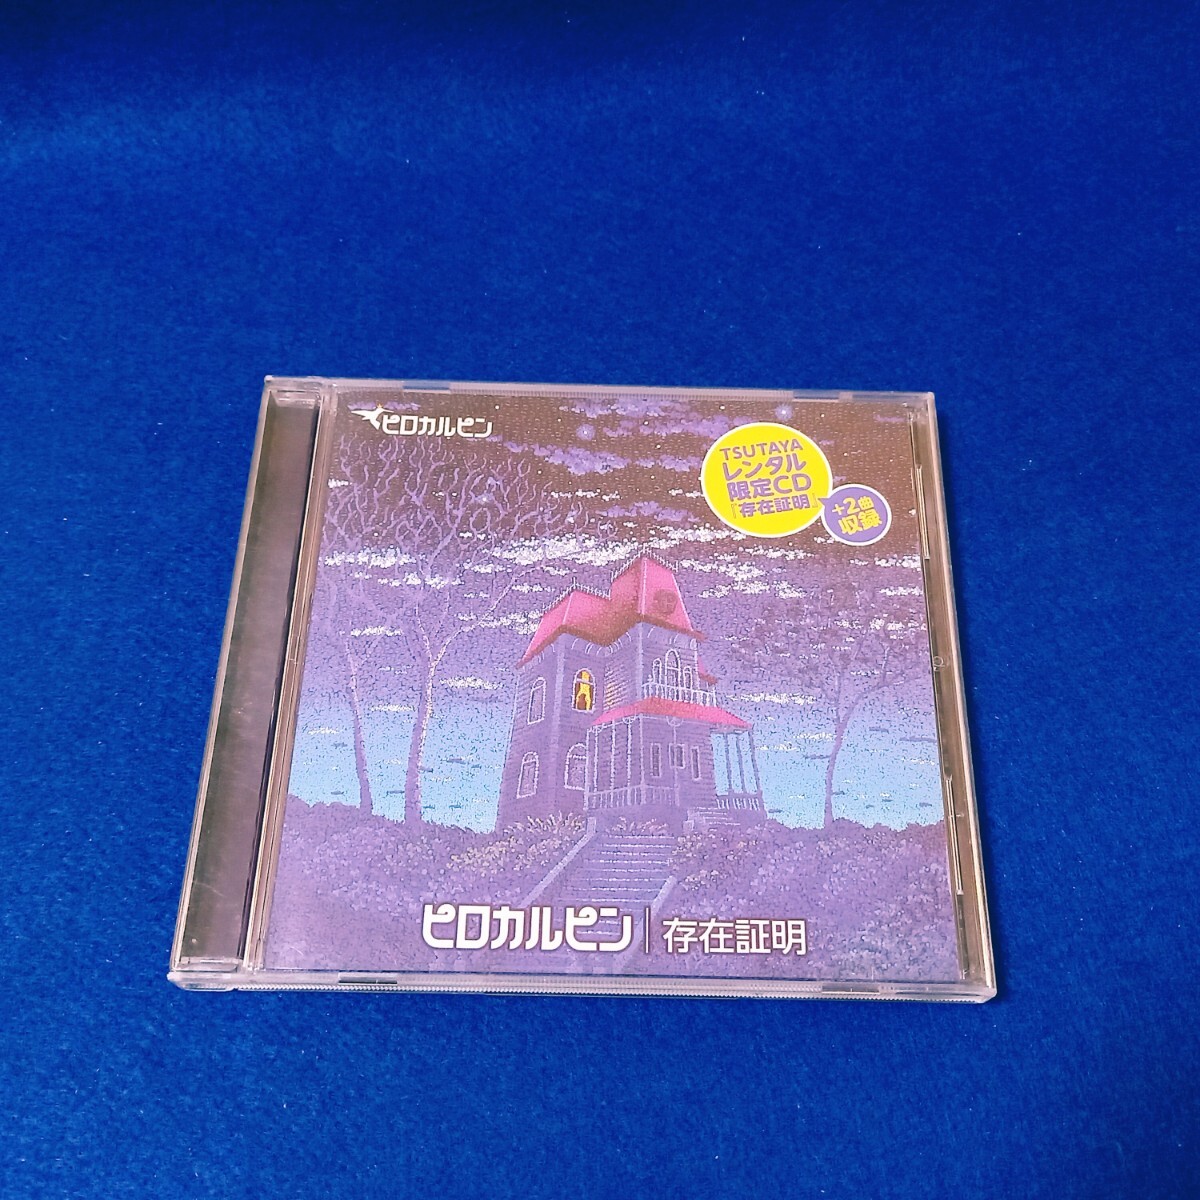 ピロカルピン
TSUTAYA
レンタル
限定CD
『存在証明』
+2曲
収録
ピロカルピン|存在証明